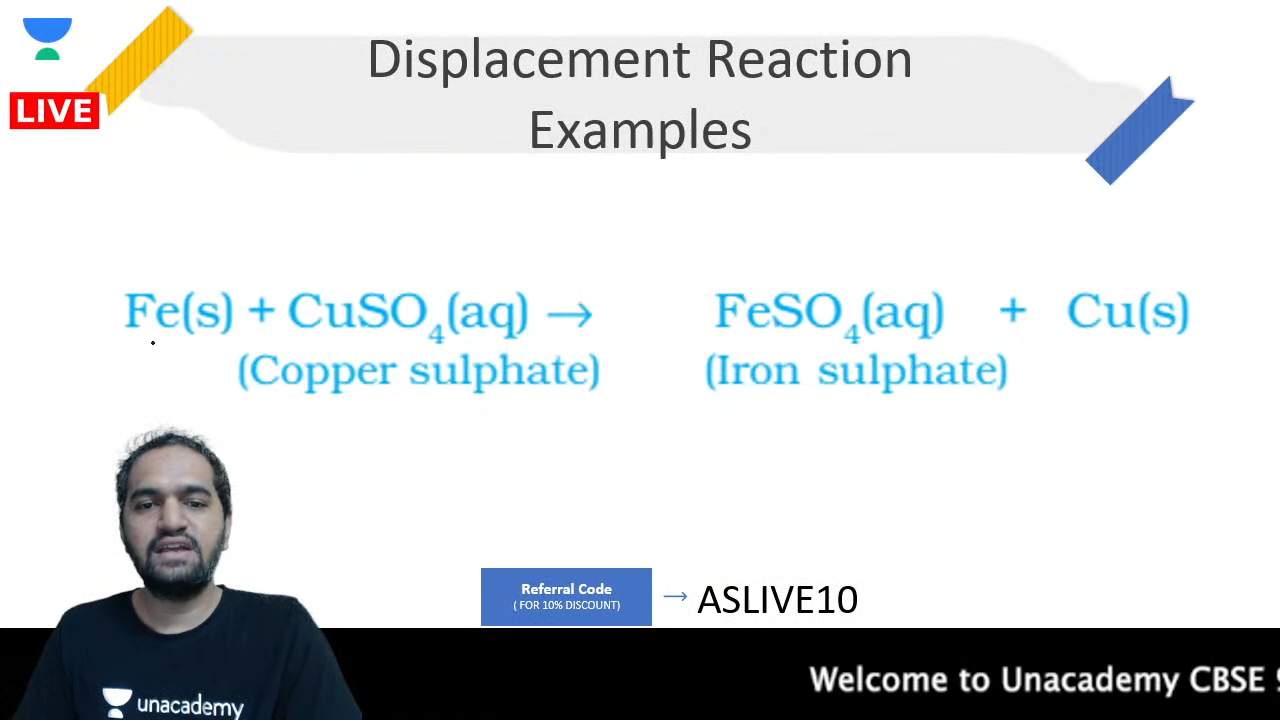 LIVE
Displacement Reaction
Examples
Fe(s) + CuSO₄(aq) → FeSO₄(aq) + Cu(s)
(Copper sulphate) (Iron sulphate)
Referral Code
( FOR 10% DISCOUNT)
→ ASLIVE10
unacademy
Welcome to Unacademy CBSE